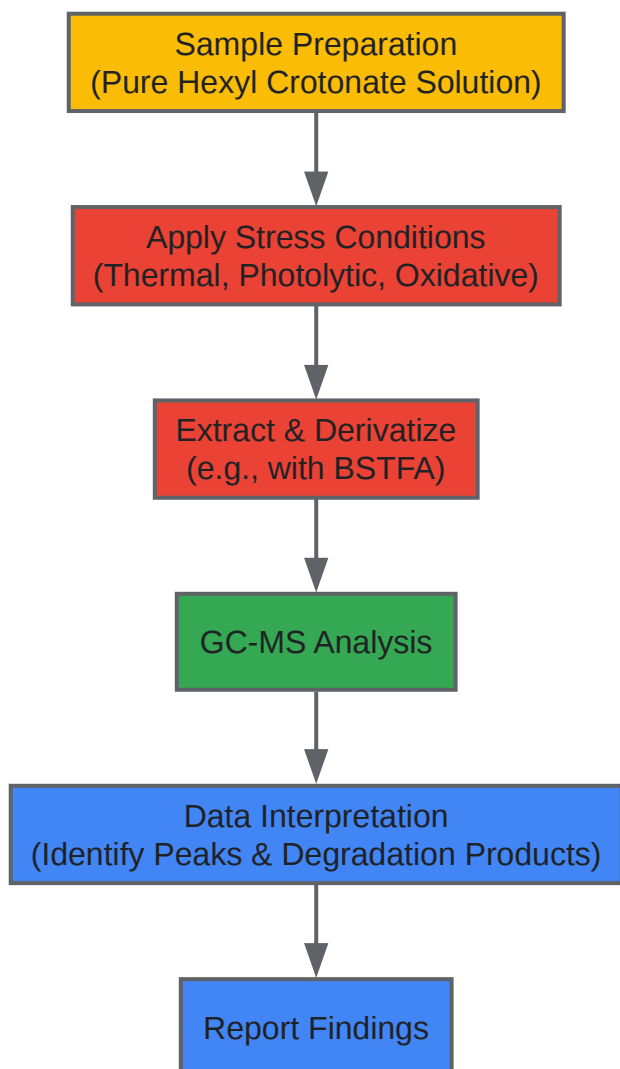 Sample Preparation
(Pure Hexyl Crotonate Solution)
Apply Stress Conditions
(Thermal, Photolytic, Oxidative)
Extract & Derivatize
(e.g., with BSTFA)
GC-MS Analysis
Data Interpretation
(Identify Peaks & Degradation Products)
Report Findings